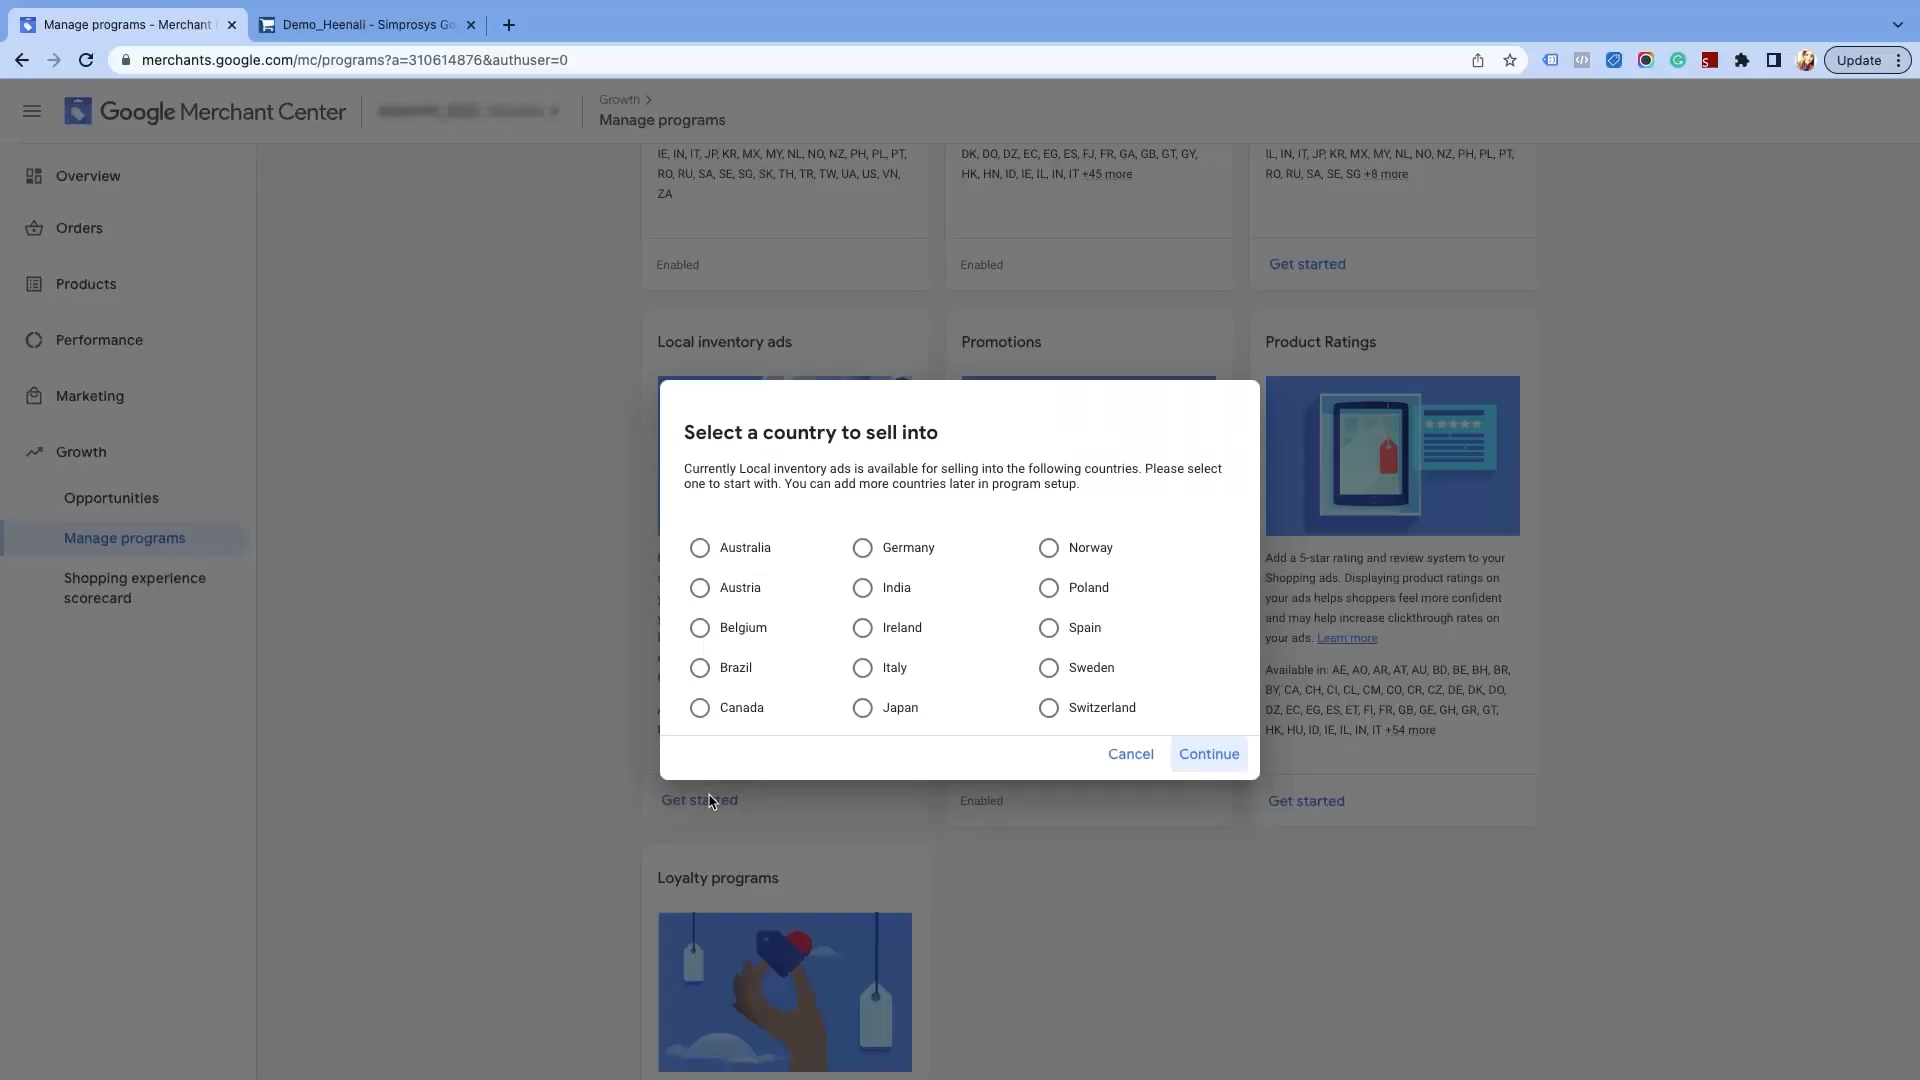 Manage programs - Merchant
Demo_Heenali - Simprosys Go
merchants.google.com/mc/programs?a=310614876&authuser=0
Update
Google Merchant Center
Growth
Manage programs
Overview
Orders
Products
Performance
Marketing
Growth
Opportunities
Manage programs
Shopping experience
scorecard
IE, IN, IT, JP, KR, MX, MY, NL, NO, NZ, PH, PL, PT,
RO, RU, SA, SE, SG, SK, TH, TR, TW, UA, US, VN,
ZA
Enabled
DK, DO, DZ, EC, EG, ES, FJ, FR, GA, GB, GT, GY,
HK, HN, ID, IE, IL, IN, IT +45 more
Enabled
IL, IN, IT, JP, KR, MX, MY, NL, NO, NZ, PH, PL, PT,
RO, RU, SA, SE, SG +8 more
Get started
Local inventory ads
Promotions
Product Ratings
Select a country to sell into
Currently Local inventory ads is available for selling into the following countries. Please select
one to start with. You can add more countries later in program setup.
Australia
Germany
Norway
Austria
India
Poland
Belgium
Ireland
Spain
Brazil
Italy
Sweden
Canada
Japan
Switzerland
Cancel
Continue
Add a 5-star rating and review system to your
Shopping ads. Displaying product ratings on
your ads helps shoppers feel more confident
and may help increase clickthrough rates on
your ads. Learn more
Available in: AE, AO, AR, AT, AU, BD, BE, BH, BR,
BY, CA, CH, CI, CL, CM, CO, CR, CZ, DE, DK, DO,
DZ, EC, EG, ES, ET, FI, FR, GB, GE, GH, GR, GT,
HK, HU, ID, IE, IL, IN, IT +54 more
Get started
Enabled
Get started
Loyalty programs